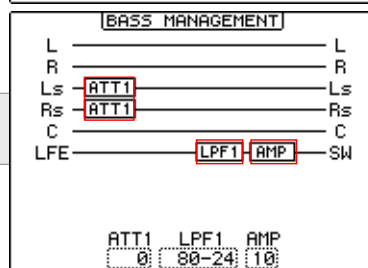 BASS MANAGEMENT
L L
R R
Ls ATT1 Ls
Rs ATT1 Rs
C C
LFE LPF1 AMP SW
ATT1 LPF1 AMP
0 80-24 10